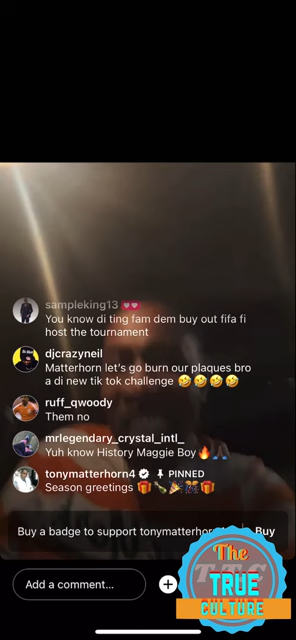 sampleking13 💕
You know di ting fam dem buy out fifa fi
host the tournament
djcrazyneil
Matterhorn let's go burn our plaques bro
a di new tik tok challenge 🤣🤣🤣🤣
ruff_qwoody
Them no
mrlegendary_crystal_intl_
Yuh know History Maggie Boy🔥🙏🏿
tonymatterhorn4 PINNED
Season greetings 🎁🍾🎉🎊🎁
Buy a badge to support tonymatterhor
Buy
Add a comment...
The
TRUE
CULTURE